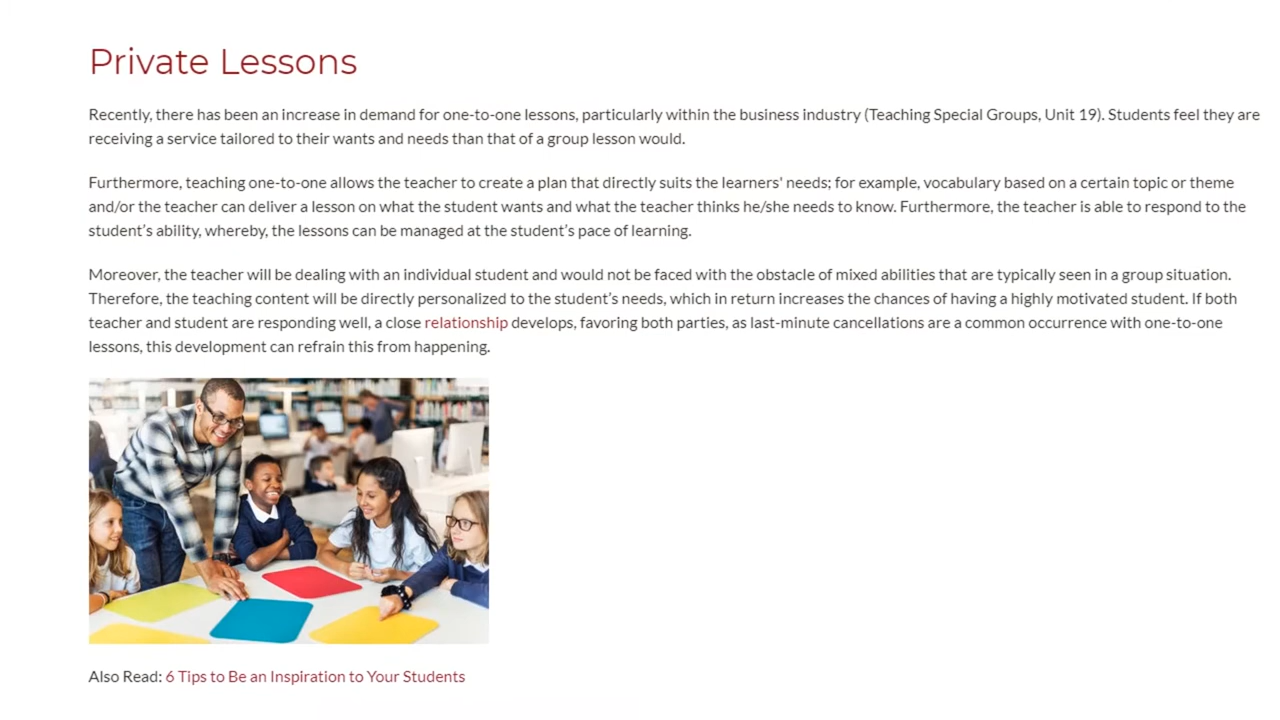 Private Lessons
Recently, there has been an increase in demand for one-to-one lessons, particularly within the business industry (Teaching Special Groups, Unit 19). Students feel they are
receiving a service tailored to their wants and needs than that of a group lesson would.
Furthermore, teaching one-to-one allows the teacher to create a plan that directly suits the learners' needs; for example, vocabulary based on a certain topic or theme
and/or the teacher can deliver a lesson on what the student wants and what the teacher thinks he/she needs to know. Furthermore, the teacher is able to respond to the
student’s ability, whereby, the lessons can be managed at the student’s pace of learning.
Moreover, the teacher will be dealing with an individual student and would not be faced with the obstacle of mixed abilities that are typically seen in a group situation.
Therefore, the teaching content will be directly personalized to the student’s needs, which in return increases the chances of having a highly motivated student. If both
teacher and student are responding well, a close relationship develops, favoring both parties, as last-minute cancellations are a common occurrence with one-to-one
lessons, this development can refrain this from happening.
Also Read: 6 Tips to Be an Inspiration to Your Students